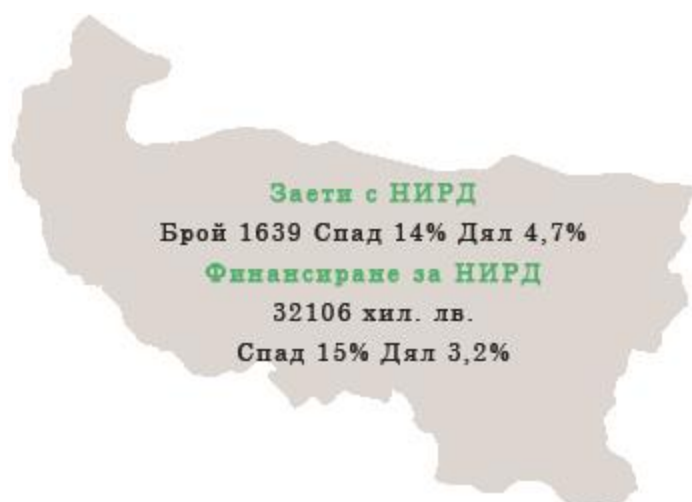 Заети с НИРД
Брой 1639 Спад 14% Дял 4,7%
Финансиране за НИРД
32106 хил. лв.
Спад 15% Дял 3,2%